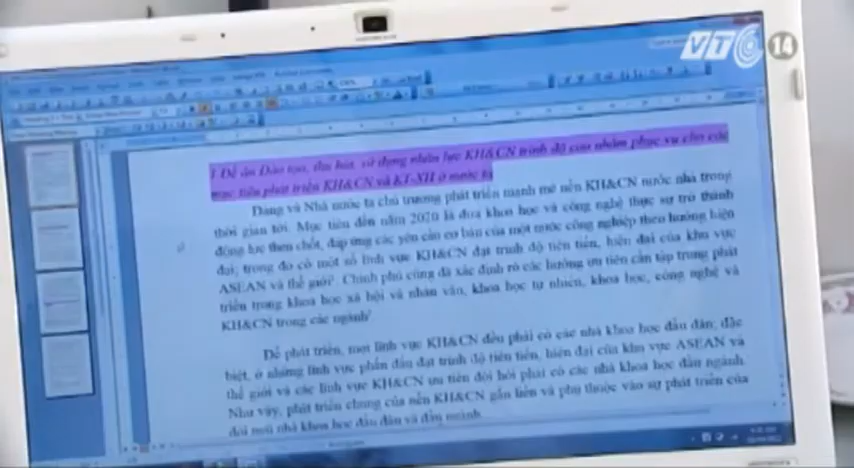 VTC 14
1 Đề án Đào tạo, thu hút, sử dụng nhân lực KH&CN trình độ cao nhằm phục vụ cho các
mục tiêu phát triển KH&CN và KT-XH ở nước ta
Đảng và Nhà nước ta chủ trương phát triển mạnh mẽ nền KH&CN nước nhà trong
thời gian tới. Mục tiêu đến năm 2020 là đưa khoa học và công nghệ thực sự trở thành
động lực then chốt, đáp ứng các yêu cầu cơ bản của một nước công nghiệp theo hướng hiện
đại; trong đó có một số lĩnh vực KH&CN đạt trình độ tiên tiến, hiện đại của khu vực
ASEAN và thế giới. Chính phủ cũng đã xác định rõ các hướng ưu tiên cần tập trung phát
triển trong khoa học xã hội và nhân văn, khoa học tự nhiên, khoa học, công nghệ và
KH&CN trong các ngành
Để phát triển, mọi lĩnh vực KH&CN đều phải có các nhà khoa học đầu đàn; đặc
biệt, ở những lĩnh vực phấn đấu đạt trình độ tiên tiến, hiện đại của khu vực ASEAN và
thế giới và các lĩnh vực KH&CN ưu tiên đòi hỏi phải có các nhà khoa học đầu ngành.
Như vậy, phát triển chung của nền KH&CN gắn liền và phụ thuộc vào sự phát triển của
đội ngũ nhà khoa học đầu đàn và đầu ngành.